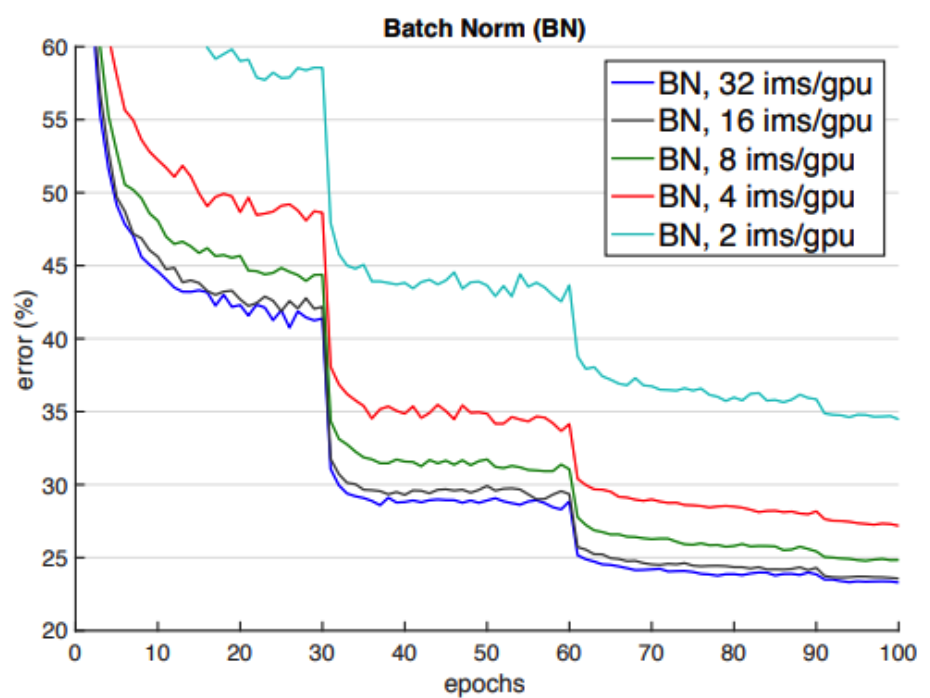 Batch Norm (BN)
60
55
50
45
40
35
30
25
20
error (%)
BN, 32 ims/gpu
BN, 16 ims/gpu
BN, 8 ims/gpu
BN, 4 ims/gpu
BN, 2 ims/gpu
0 10 20 30 40 50 60 70 80 90 100
epochs